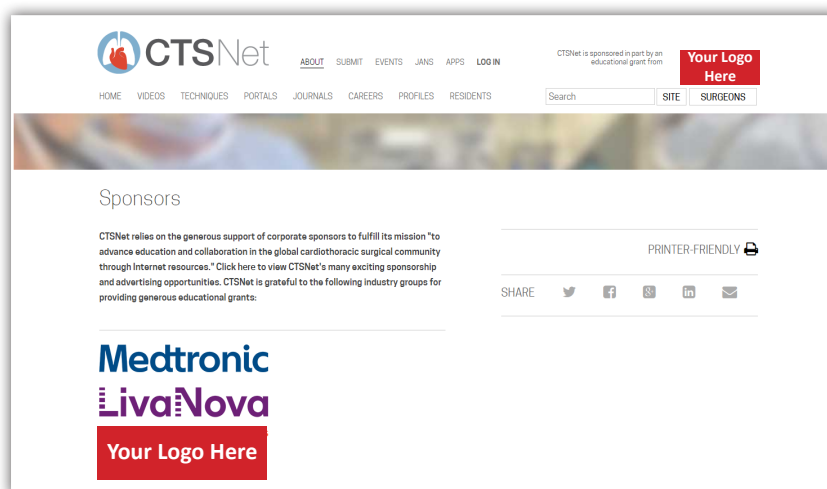 CTSNet
ABOUT SUBMIT EVENTS JANS APPS LOG IN
CTSNet is sponsored in part by an
educational grant from
Your Logo
Here
HOME VIDEOS TECHNIQUES PORTALS JOURNALS CAREERS PROFILES RESIDENTS
Search SITE SURGEONS
Sponsors
CTSNet relies on the generous support of corporate sponsors to fulfill its mission "to
advance education and collaboration in the global cardiothoracic surgical community
through Internet resources." Click here to view CTSNet's many exciting sponsorship
and advertising opportunities. CTSNet is grateful to the following industry groups for
providing generous educational grants:
PRINTER-FRIENDLY
SHARE
Medtronic
LivaNova
Your Logo Here